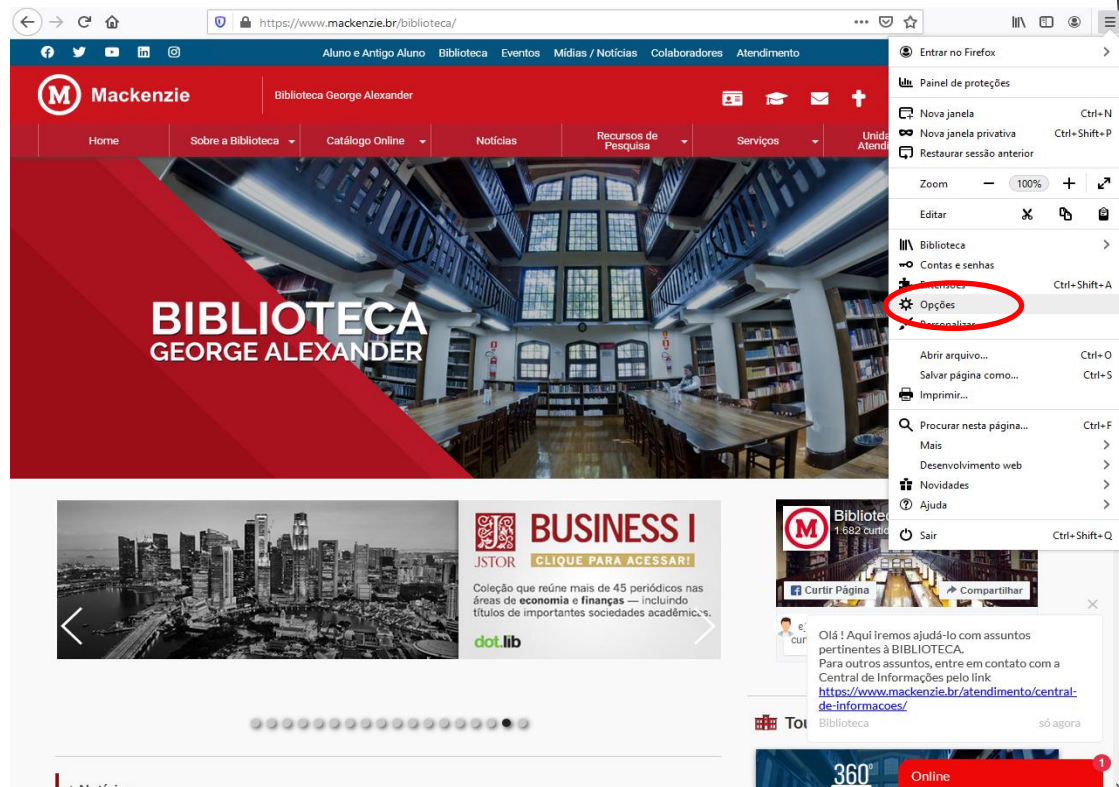 https://www.mackenzie.br/biblioteca/
Aluno e Antigo Aluno Biblioteca Eventos Mídias / Notícias Colaboradores Atendimento
M Mackenzie
Biblioteca George Alexander
Home
Sobre a Biblioteca
Catálogo Online
Notícias
Recursos de
Pesquisa
Serviços
BIBLIOTECA
GEORGE ALEXANDER
Entrar no Firefox
Painel de proteções
Nova janela Ctrl+N
Nova janela privativa Ctrl+Shift+P
Restaurar sessão anterior
Zoom 100%
Editar
Biblioteca
Contas e senhas
Extensões Ctrl+Shift+A
Opções
Personalizar
Abrir arquivo... Ctrl+O
Salvar página como... Ctrl+S
Imprimir...
Procurar nesta página... Ctrl+F
Mais
Desenvolvimento web
Novidades
Ajuda
Sair Ctrl+Shift+Q
JSTOR
BUSINESS I
CLIQUE PARA ACESSAR!
Coleção que reúne mais de 45 periódicos nas
áreas de economia e finanças — incluindo
títulos de importantes sociedades acadêmicas.
dot.lib
M
1.682
Curtir Página
Compartilhar
Olá ! Aqui iremos ajudá-lo com assuntos
pertinentes à BIBLIOTECA.
Para outros assuntos, entre em contato com a
Central de Informações pelo link
https://www.mackenzie.br/atendimento/central-
de-informacoes/
Biblioteca só agora
360°
Online
1